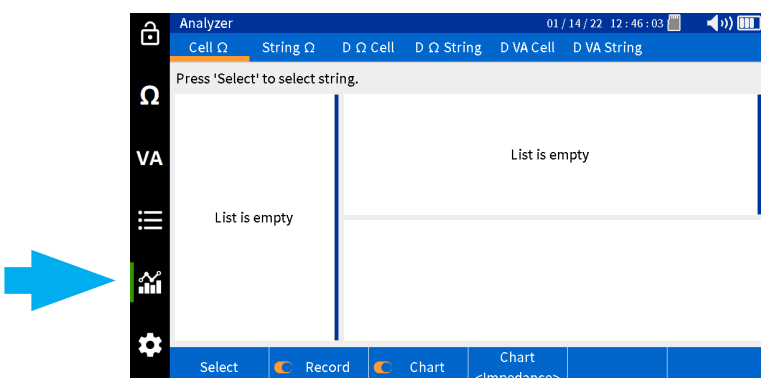 Analyzer 01/14/22 12:46:03
Cell Ω String Ω D Ω Cell D Ω String D VA Cell D VA String
Press 'Select' to select string.
Ω
VA
List is empty
List is empty
Select Record Chart Chart
<Impedance>